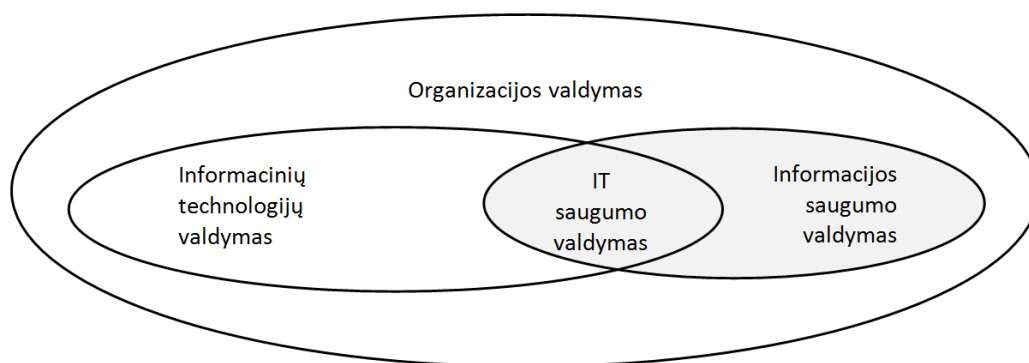 Organizacijos valdymas
Informacinių
technologijų
valdymas
IT
saugumo
valdymas
Informacijos
saugumo
valdymas